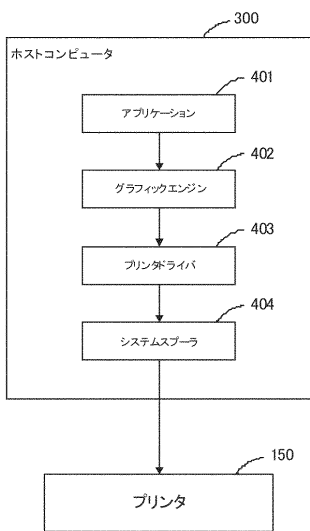 300
ホストコンピュータ
401
アプリケーション
402
グラフィックエンジン
403
プリンタドライバ
404
システムスプーラ
150
プリンタ